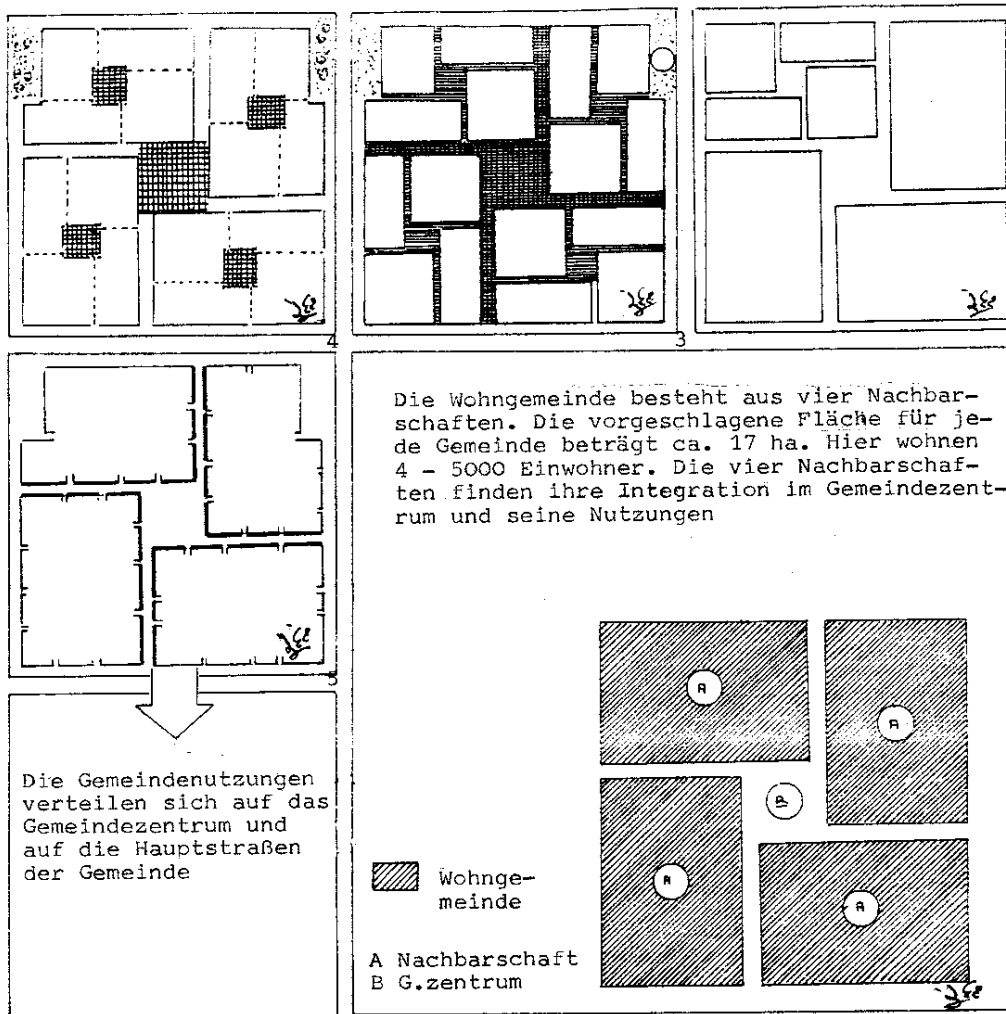 4
3
Die Wohngemeinde besteht aus vier Nachbar-
schaften. Die vorgeschlagene Fläche für je-
de Gemeinde beträgt ca. 17 ha. Hier wohnen
4 - 5000 Einwohner. Die vier Nachbarschaf-
ten finden ihre Integration im Gemeindezent-
rum und seine Nutzungen
5
Die Gemeindenutzungen
verteilen sich auf das
Gemeindezentrum und
auf die Hauptstraßen
der Gemeinde
A
A
B
A
A
Wohnge-
meinde
A Nachbarschaft
B G.zentrum